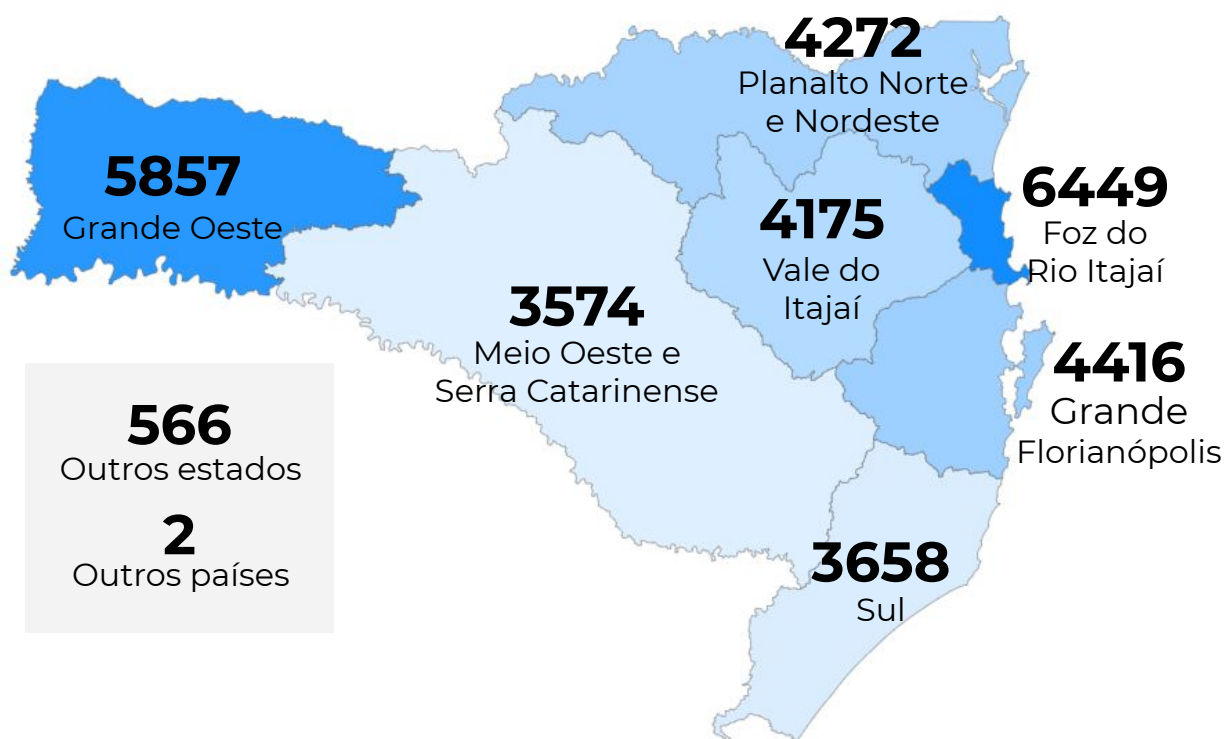 4272
Planalto Norte
e Nordeste
5857
Grande Oeste
6449
Foz do
Rio Itajaí
4175
Vale do
Itajaí
3574
Meio Oeste e
Serra Catarinense
4416
Grande
Florianópolis
566
Outros estados
2
Outros países
3658
Sul